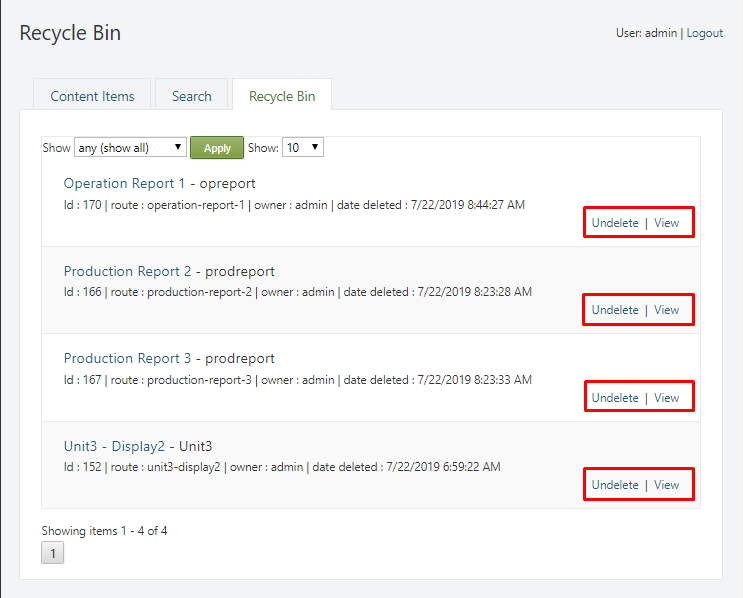 Recycle Bin
User: admin | Logout
Content Items
Search
Recycle Bin
Show any (show all) Apply Show: 10
Operation Report 1 - opreport
Id : 170 | route : operation-report-1 | owner : admin | date deleted : 7/22/2019 8:44:27 AM
Undelete | View
Production Report 2 - prodreport
Id : 166 | route : production-report-2 | owner : admin | date deleted : 7/22/2019 8:23:28 AM
Undelete | View
Production Report 3 - prodreport
Id : 167 | route : production-report-3 | owner : admin | date deleted : 7/22/2019 8:23:33 AM
Undelete | View
Unit3 - Display2 - Unit3
Id : 152 | route : unit3-display2 | owner : admin | date deleted : 7/22/2019 6:59:22 AM
Undelete | View
Showing items 1 - 4 of 4
1